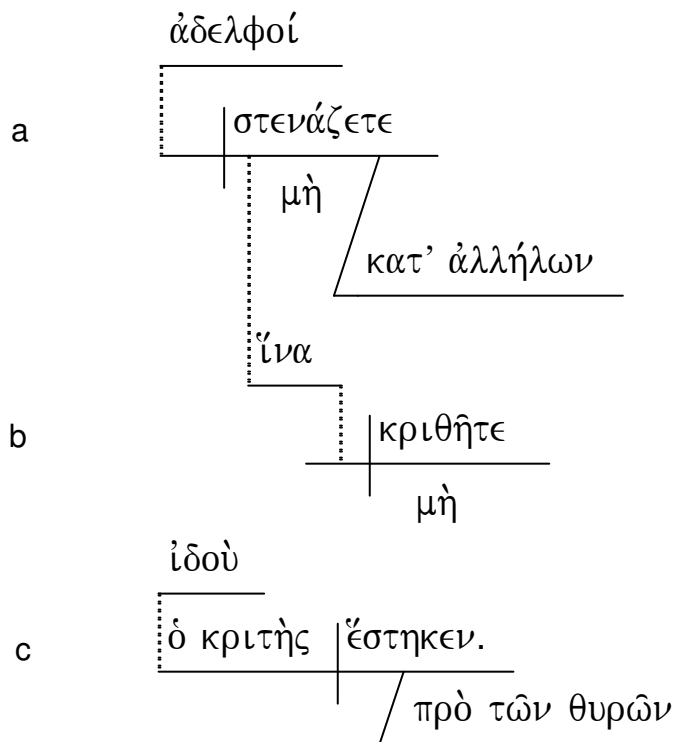 ἀδελφοί
a στενάζετε
μὴ
κατ’ ἀλλήλων
ἵνα
b κριθῆτε
μὴ
ἰδοὺ
c ὁ κριτὴς ἕστηκεν.
πρὸ τῶν θυρῶν